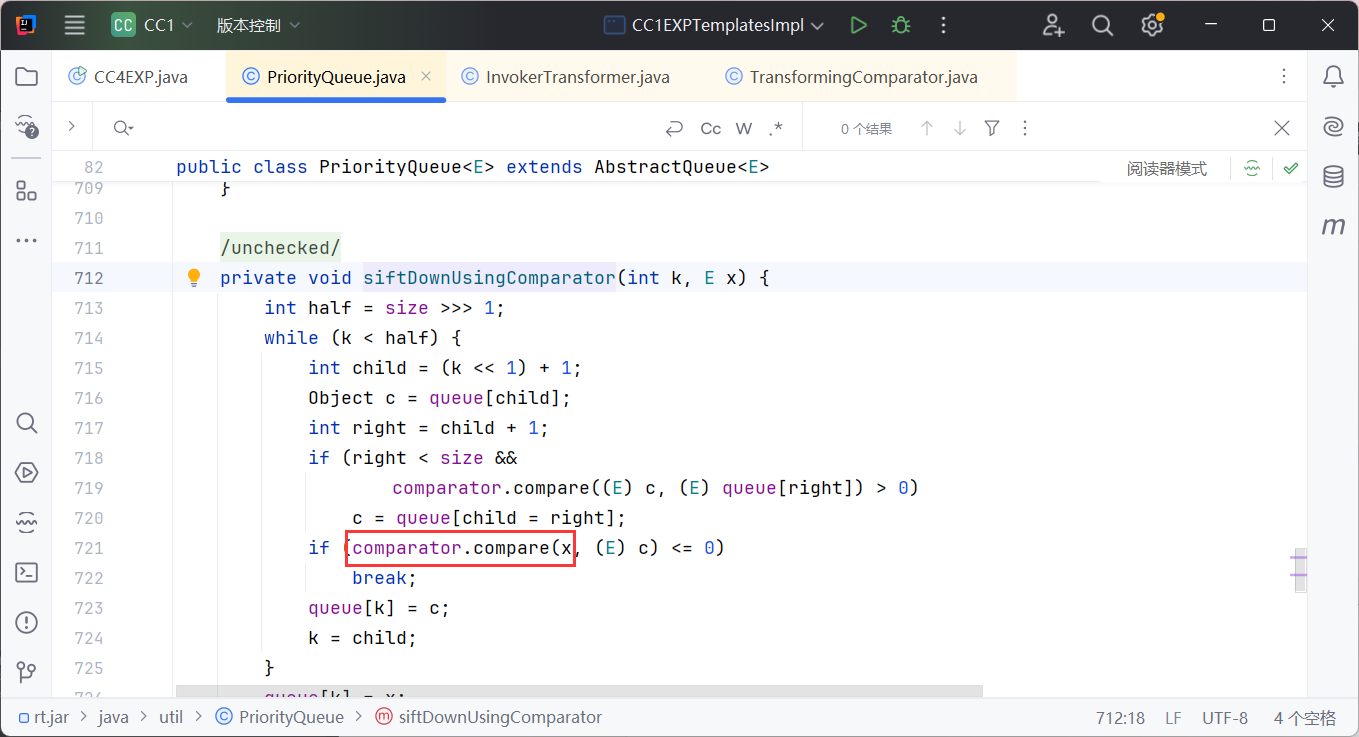 CC CC1 版本控制 CC1EXPTemplatesImpl
CC4EXP.java PriorityQueue.java InvokerTransformer.java TransformingComparator.java
Cc W .* 0 个结果
82 public class PriorityQueue<E> extends AbstractQueue<E> 阅读器模式
709 }
710
711 /unchecked/
712 private void siftDownUsingComparator(int k, E x) {
713 int half = size >>> 1;
714 while (k < half) {
715 int child = (k << 1) + 1;
716 Object c = queue[child];
717 int right = child + 1;
718 if (right < size &&
719 comparator.compare((E) c, (E) queue[right]) > 0)
720 c = queue[child = right];
721 if (comparator.compare(x, (E) c) <= 0)
722 break;
723 queue[k] = c;
724 k = child;
725 }
726 queue[k] = x;
rt.jar > java > util > PriorityQueue > siftDownUsingComparator 712:18 LF UTF-8 4 个空格